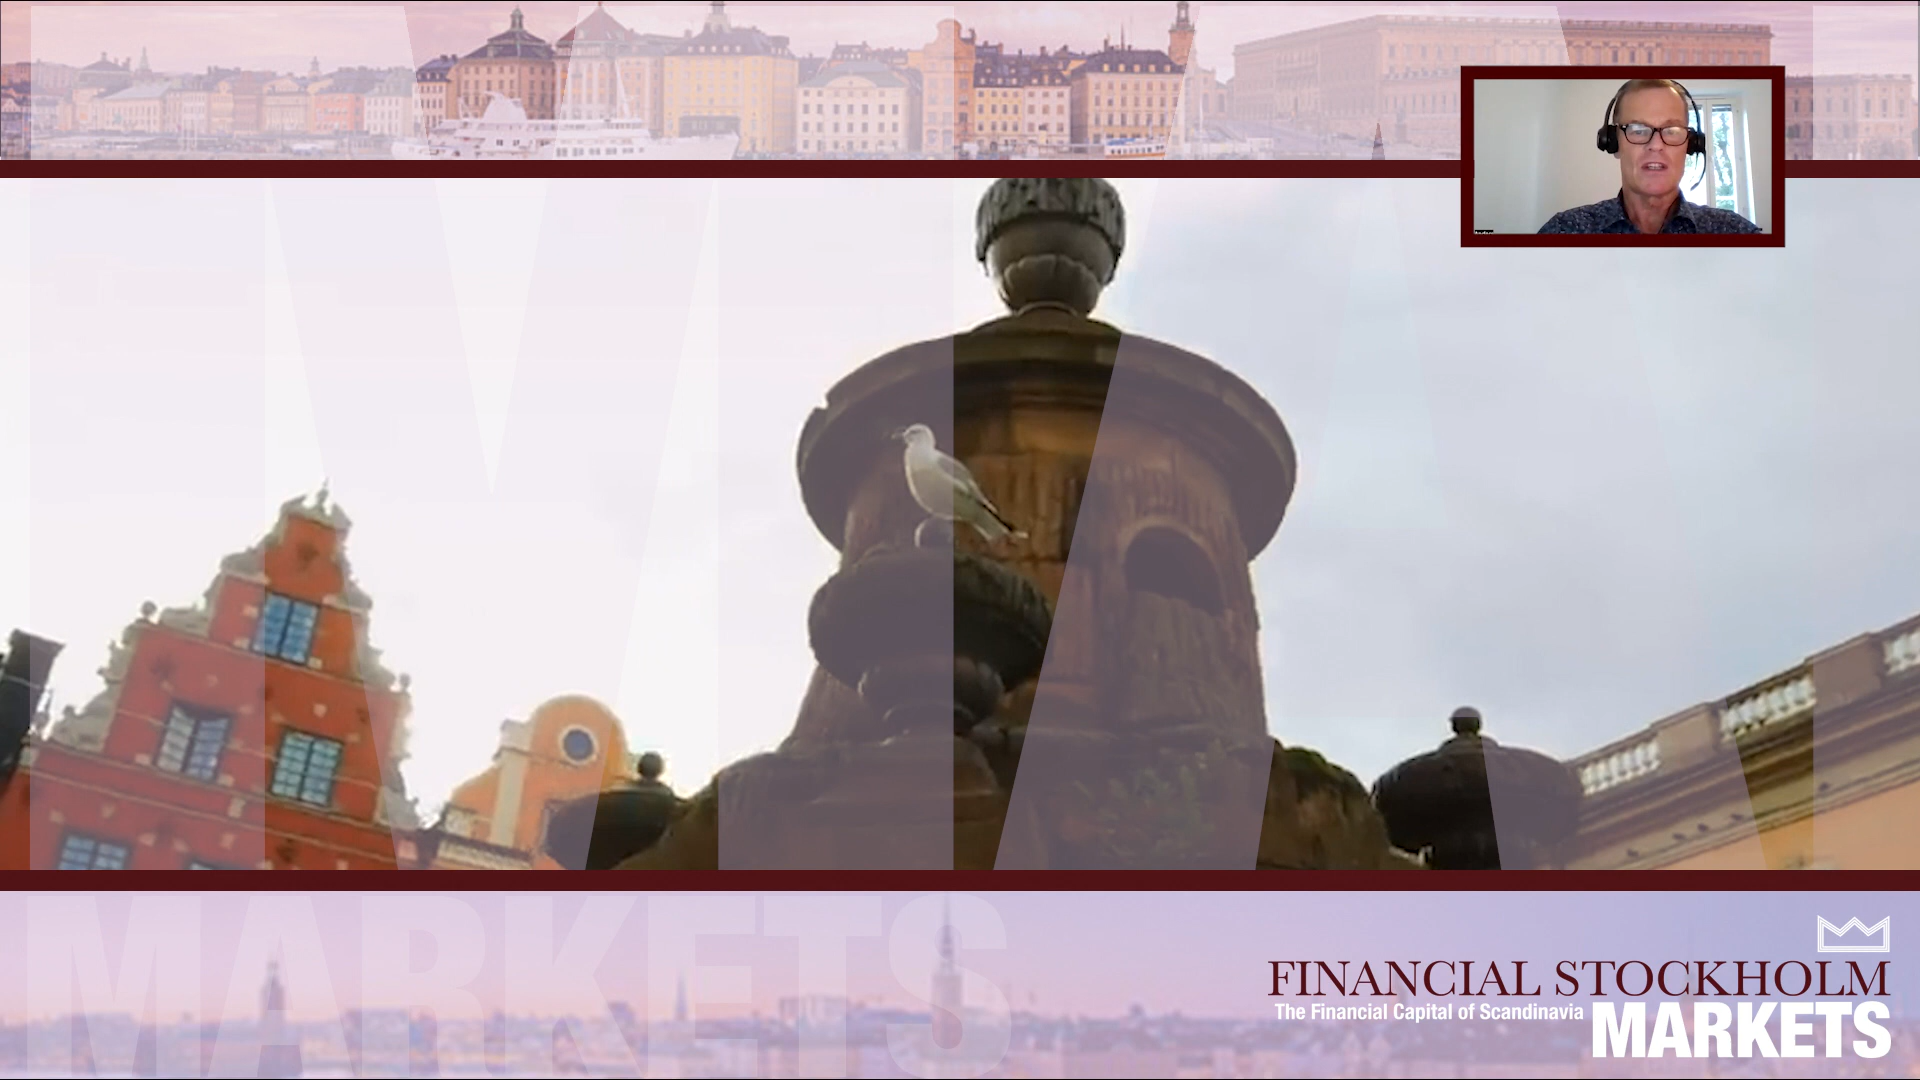 MARKETS
FINANCIAL STOCKHOLM
The Financial Capital of Scandinavia
MARKETS